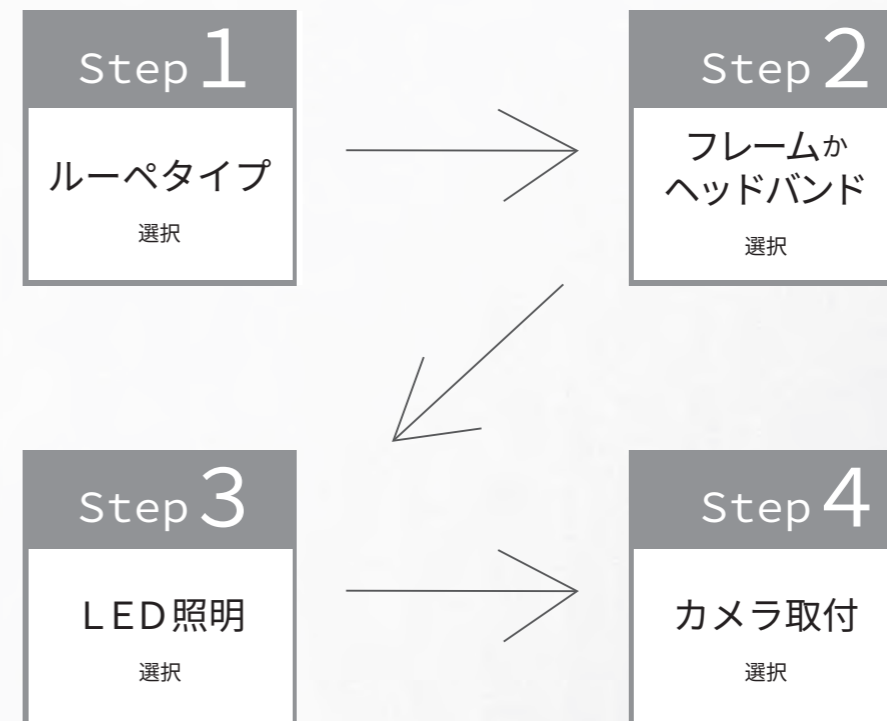 Step 1
ルーペタイプ
選択
Step 2
フレームか
ヘッドバンド
選択
Step 3
LED照明
選択
Step 4
カメラ取付
選択